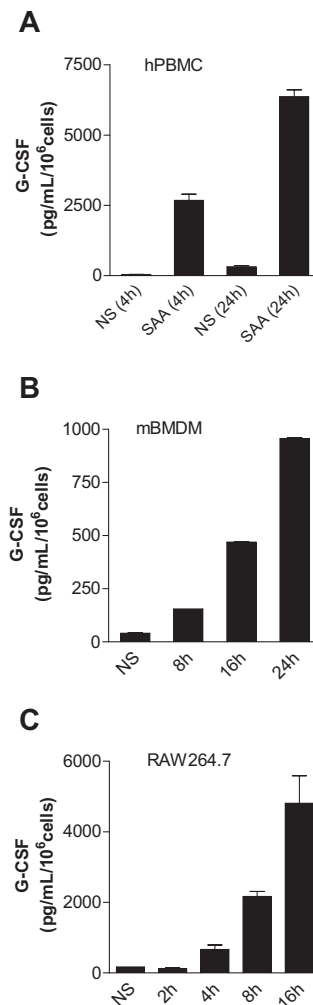 A
hPBMC
G-CSF
(pg/mL/10⁶cells)
7500
5000
2500
0
NS (4h)
SAA (4h)
NS (24h)
SAA (24h)
B
mBMDM
G-CSF
(pg/mL/10⁶cells)
1000
750
500
250
0
NS
8h
16h
24h
C
RAW264.7
G-CSF
(pg/mL/10⁶cells)
6000
4000
2000
0
NS
2h
4h
8h
16h